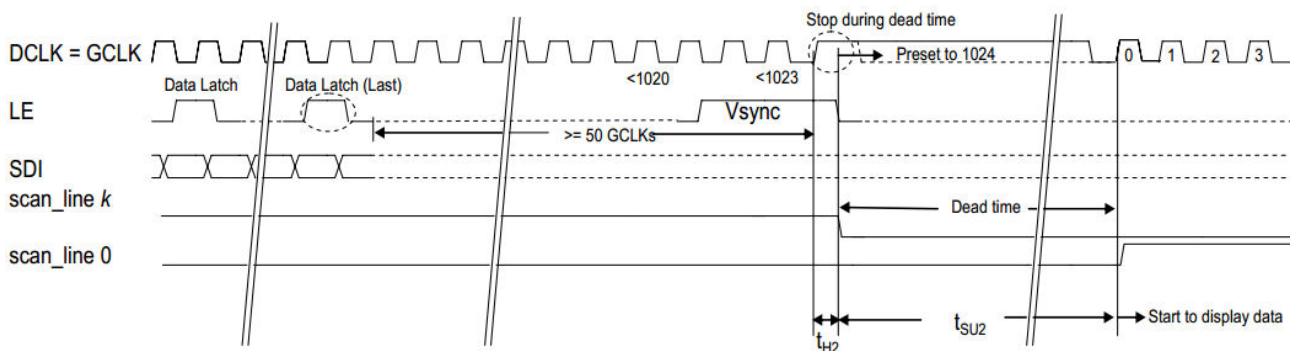 Stop during dead time
DCLK = GCLK
Preset to 1024
0 1 2 3
<1020 <1023
Data Latch Data Latch (Last)
LE
Vsync
>= 50 GCLKs
SDI
scan_line k
Dead time
scan_line 0
tH2 tSU2 Start to display data